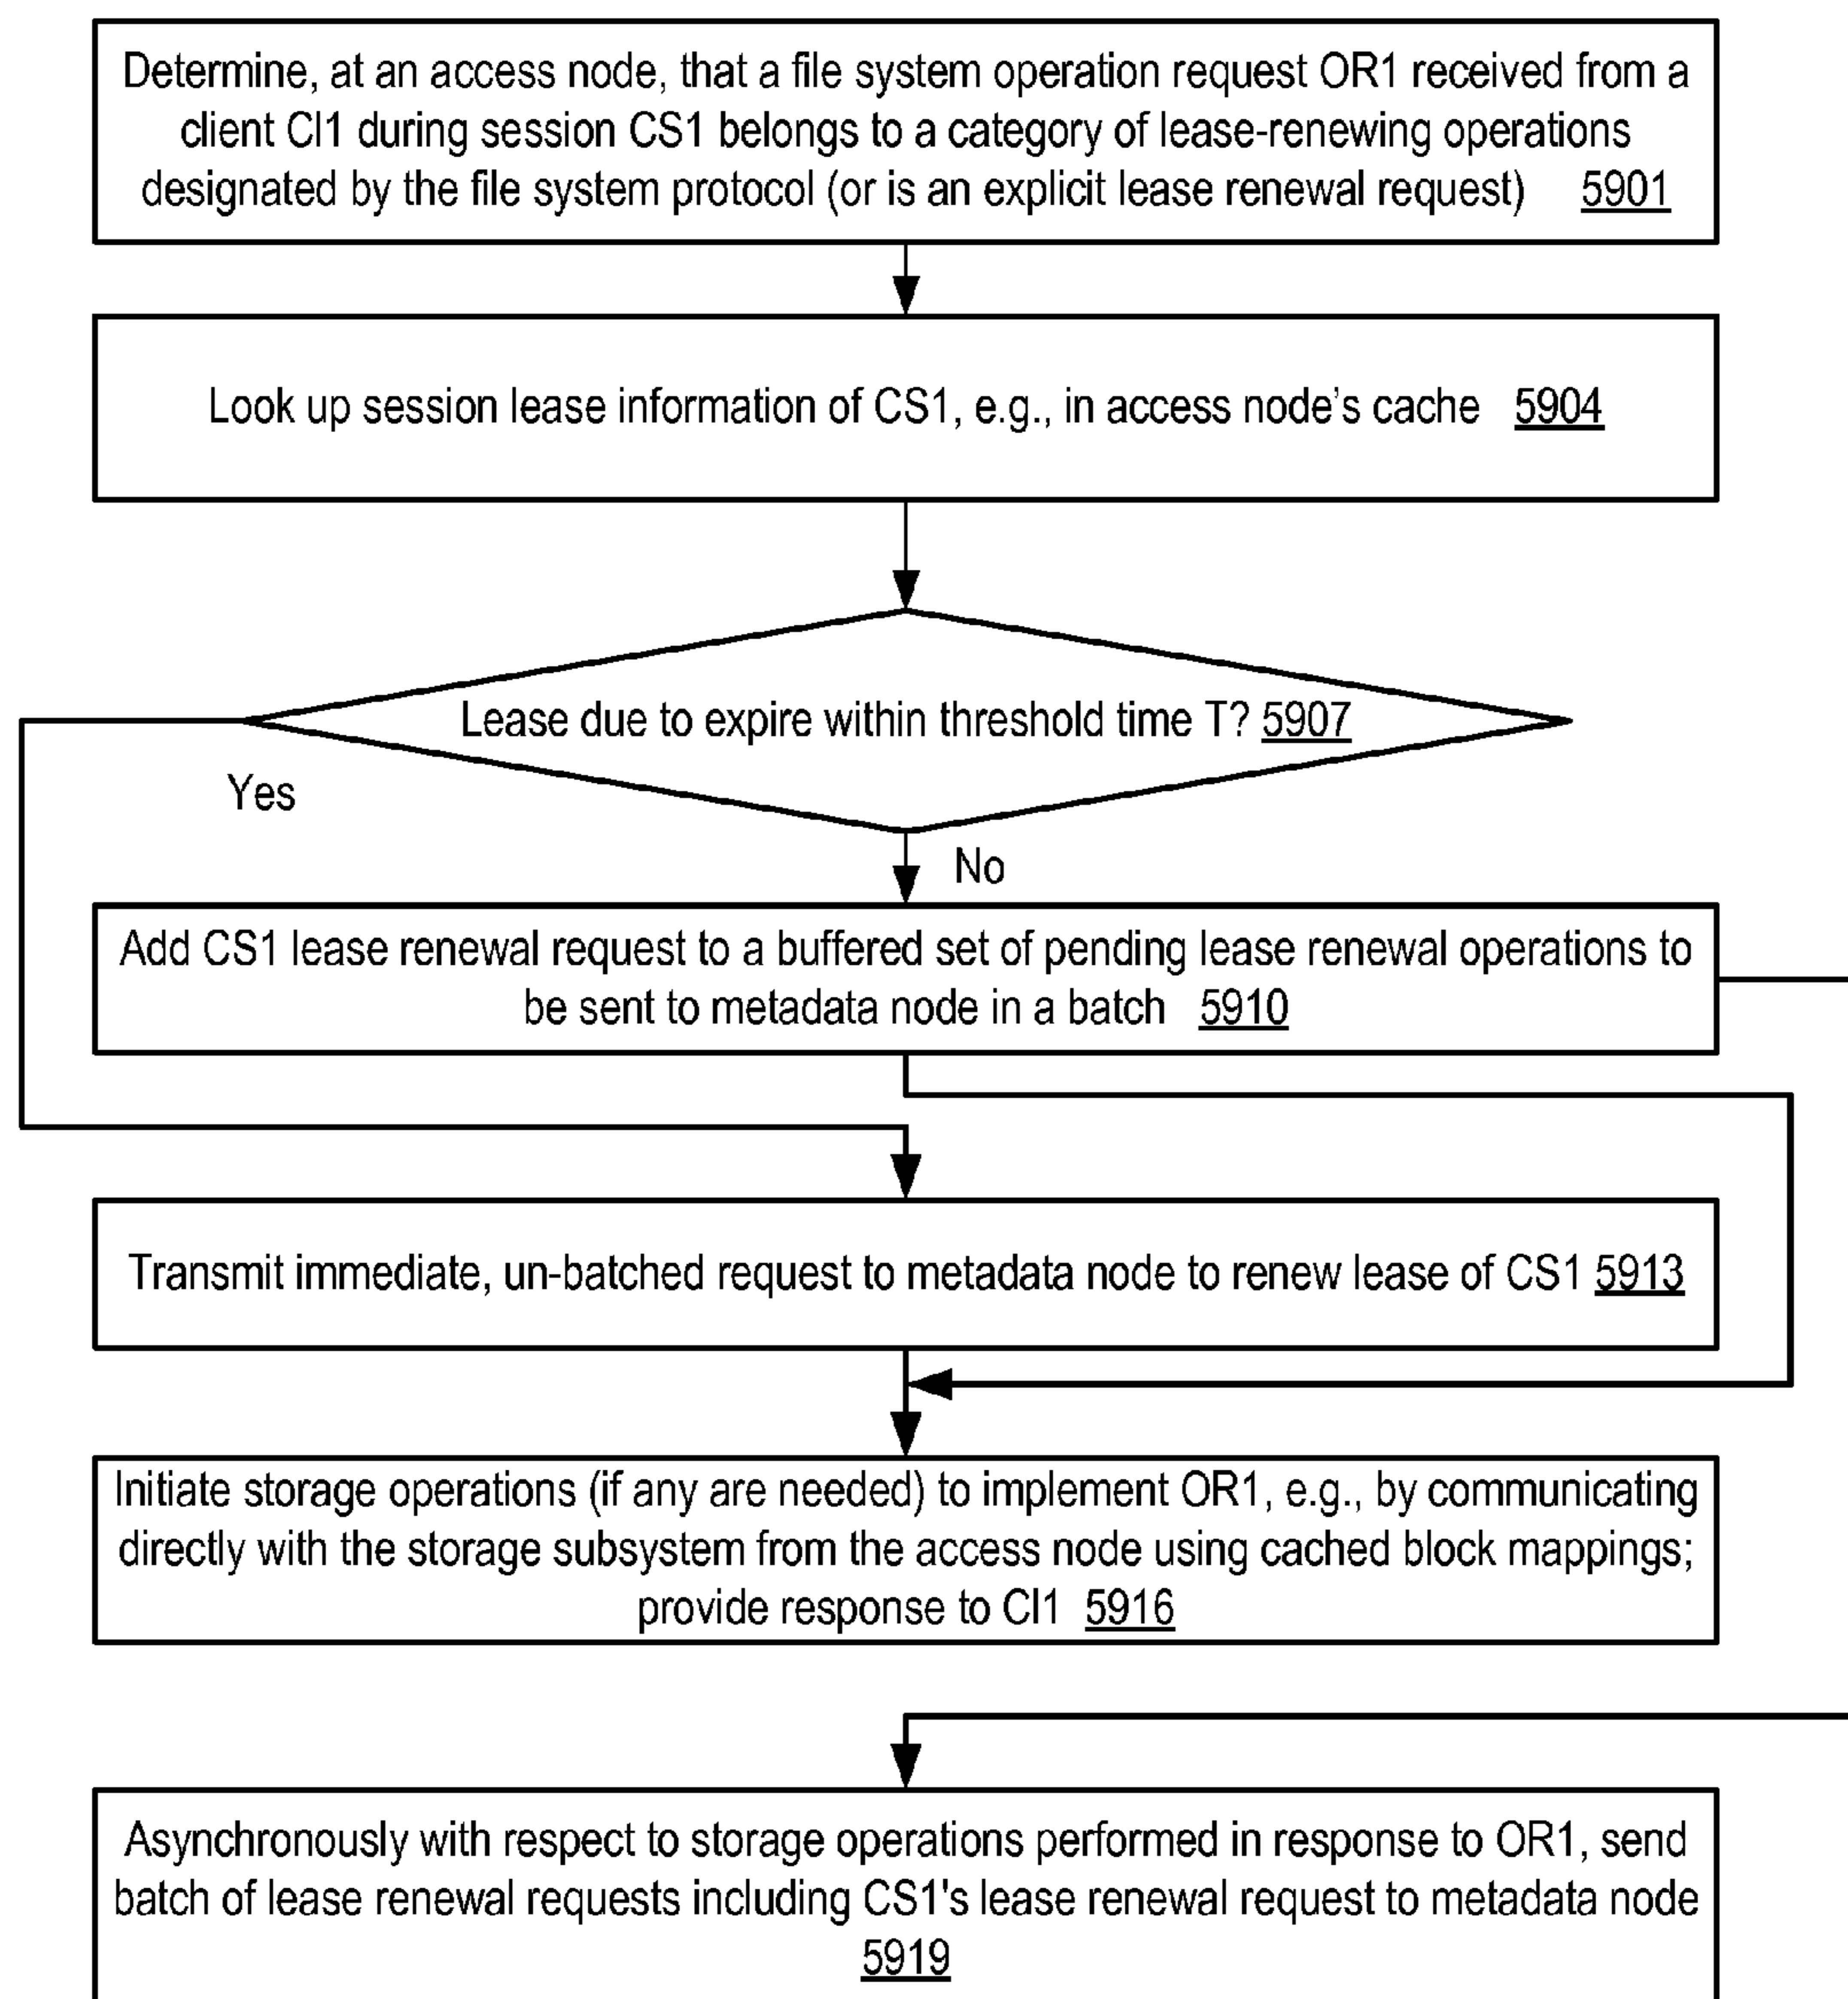 Determine, at an access node, that a file system operation request OR1 received from a
client Cl1 during session CS1 belongs to a category of lease-renewing operations
designated by the file system protocol (or is an explicit lease renewal request) 5901
Look up session lease information of CS1, e.g., in access node's cache 5904
Lease due to expire within threshold time T? 5907
Yes
No
Add CS1 lease renewal request to a buffered set of pending lease renewal operations to
be sent to metadata node in a batch 5910
Transmit immediate, un-batched request to metadata node to renew lease of CS1 5913
Initiate storage operations (if any are needed) to implement OR1, e.g., by communicating
directly with the storage subsystem from the access node using cached block mappings;
provide response to Cl1 5916
Asynchronously with respect to storage operations performed in response to OR1, send
batch of lease renewal requests including CS1's lease renewal request to metadata node
5919